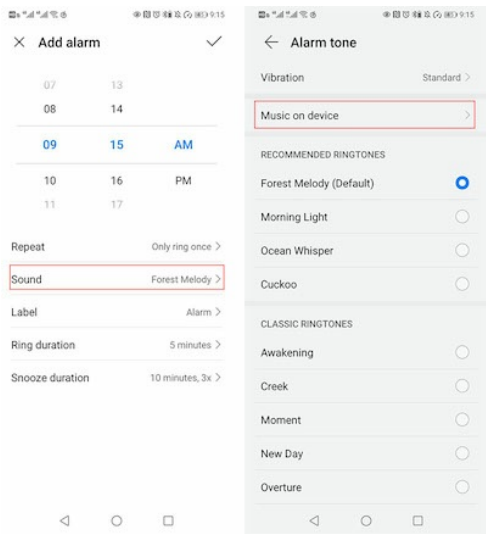 9:15
Add alarm
07 13
08 14
09 15 AM
10 16 PM
11 17
Repeat Only ring once
Sound Forest Melody
Label Alarm
Ring duration 5 minutes
Snooze duration 10 minutes, 3x
9:15
Alarm tone
Vibration Standard
Music on device
RECOMMENDED RINGTONES
Forest Melody (Default)
Morning Light
Ocean Whisper
Cuckoo
CLASSIC RINGTONES
Awakening
Creek
Moment
New Day
Overture